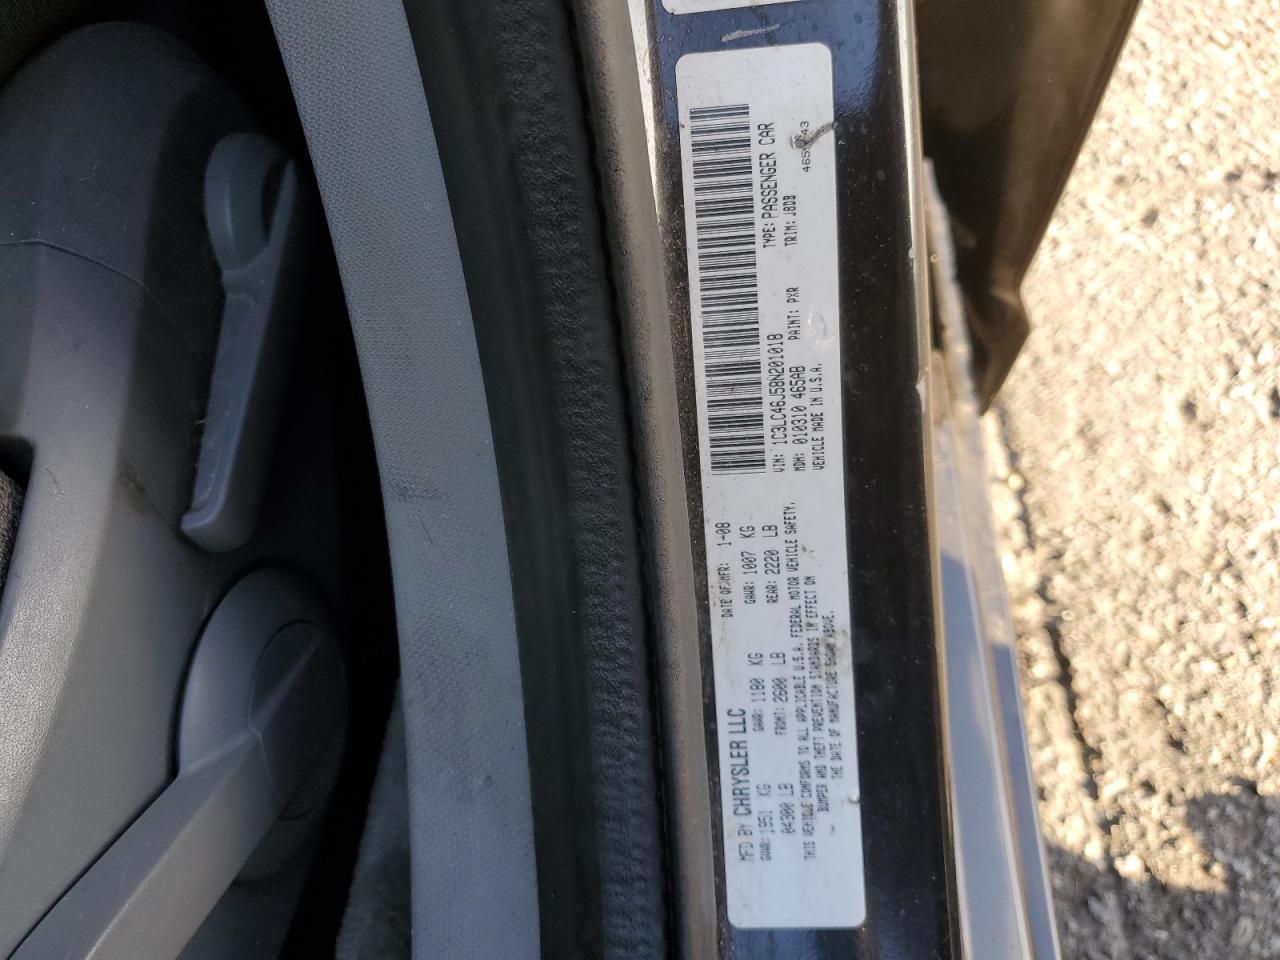 MFD BY CHRYSLER LLC
DATE OF MFR: 1-08
GVWR: 1951 KG
GAWR: 1180 KG
GAWR: 1007 KG
04300 LB
FRONT: 2600 LB
REAR: 2220 LB
THIS VEHICLE CONFORMS TO ALL APPLICABLE U.S.A. FEDERAL MOTOR VEHICLE SAFETY,
BUMPER AND THEFT PREVENTION STANDARDS IN EFFECT ON
THE DATE OF MANUFACTURE SHOWN ABOVE.
VIN: 1C3LC46J58N201018
TYPE: PASSENGER CAR
MDH: 010310 465AB
PAINT: PXR
TRIM: J8DB
VEHICLE MADE IN U.S.A.